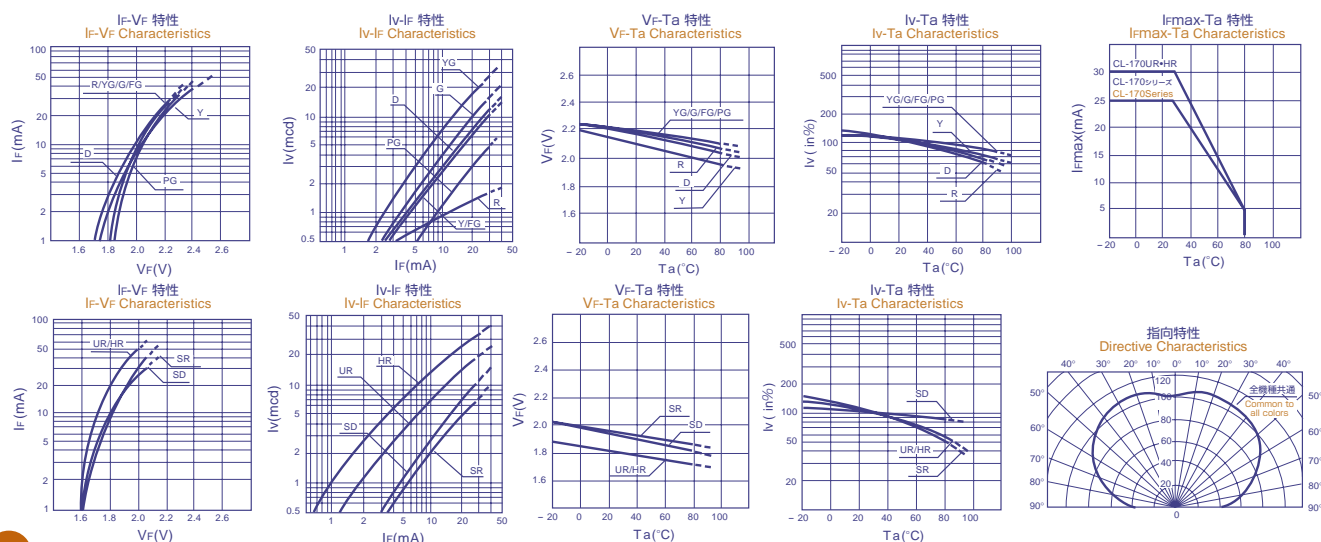 IF-VF 特性
IF-VF Characteristics
100
50
20
10
5
2
1
IF(mA)
R/YG/G/FG
Y
D
PG
1.6 1.8 2.0 2.2 2.4 2.6
VF(V)
Iv-IF 特性
Iv-IF Characteristics
50
20
10
5
2
1
0.5
Iv(mcd)
YG
G
D
PG
R
Y/FG
1 2 5 10 20 50
IF(mA)
VF-Ta 特性
VF-Ta Characteristics
2.6
2.4
2.2
2.0
1.8
1.6
VF(V)
YG/G/FG/PG
R
D
Y
−20 0 20 40 60 80 100
Ta(°C)
Iv-Ta 特性
Iv-Ta Characteristics
500
200
100
50
20
Iv( in%)
YG/G/FG/PG
Y
D
R
−20 0 20 40 60 80 100
Ta(°C)
IFmax-Ta 特性
IFmax-Ta Characteristics
30
25
20
15
10
5
IFmax(mA)
CL-170UR•HR
CL-170シリーズ
CL-170Series
−20 0 20 40 60 80 100
Ta(°C)
IF-VF 特性
IF-VF Characteristics
100
50
20
10
5
2
1
IF(mA)
UR/HR
SR
SD
1.6 1.8 2.0 2.2 2.4 2.6
VF(V)
Iv-IF 特性
Iv-IF Characteristics
50
20
10
5
2
1
0.5
Iv(mcd)
HR
UR
SD
SR
1 2 5 10 20 50
IF(mA)
VF-Ta 特性
VF-Ta Characteristics
2.6
2.4
2.2
2.0
1.8
1.6
VF(V)
SR
SD
UR/HR
−20 0 20 40 60 80 100
Ta(°C)
Iv-Ta 特性
Iv-Ta Characteristics
500
200
100
50
20
10
Iv( in%)
SD
UR/HR
SR
−20 0 20 40 60 80 100
Ta(°C)
指向特性
Directive Characteristics
40° 30° 20° 10° 0° 10° 20° 30° 40°
120
100
80
60
40
20
0
全機種共通
Common to
all colors
50° 50°
60° 60°
70° 70°
80° 80°
90° 90°